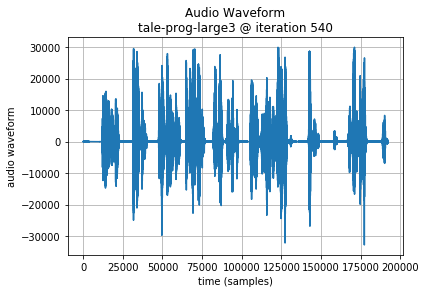 Audio Waveform
tale-prog-large3 @ iteration 540
30000
20000
10000
0
−10000
−20000
−30000
audio waveform
0 25000 50000 75000 100000 125000 150000 175000 200000
time (samples)